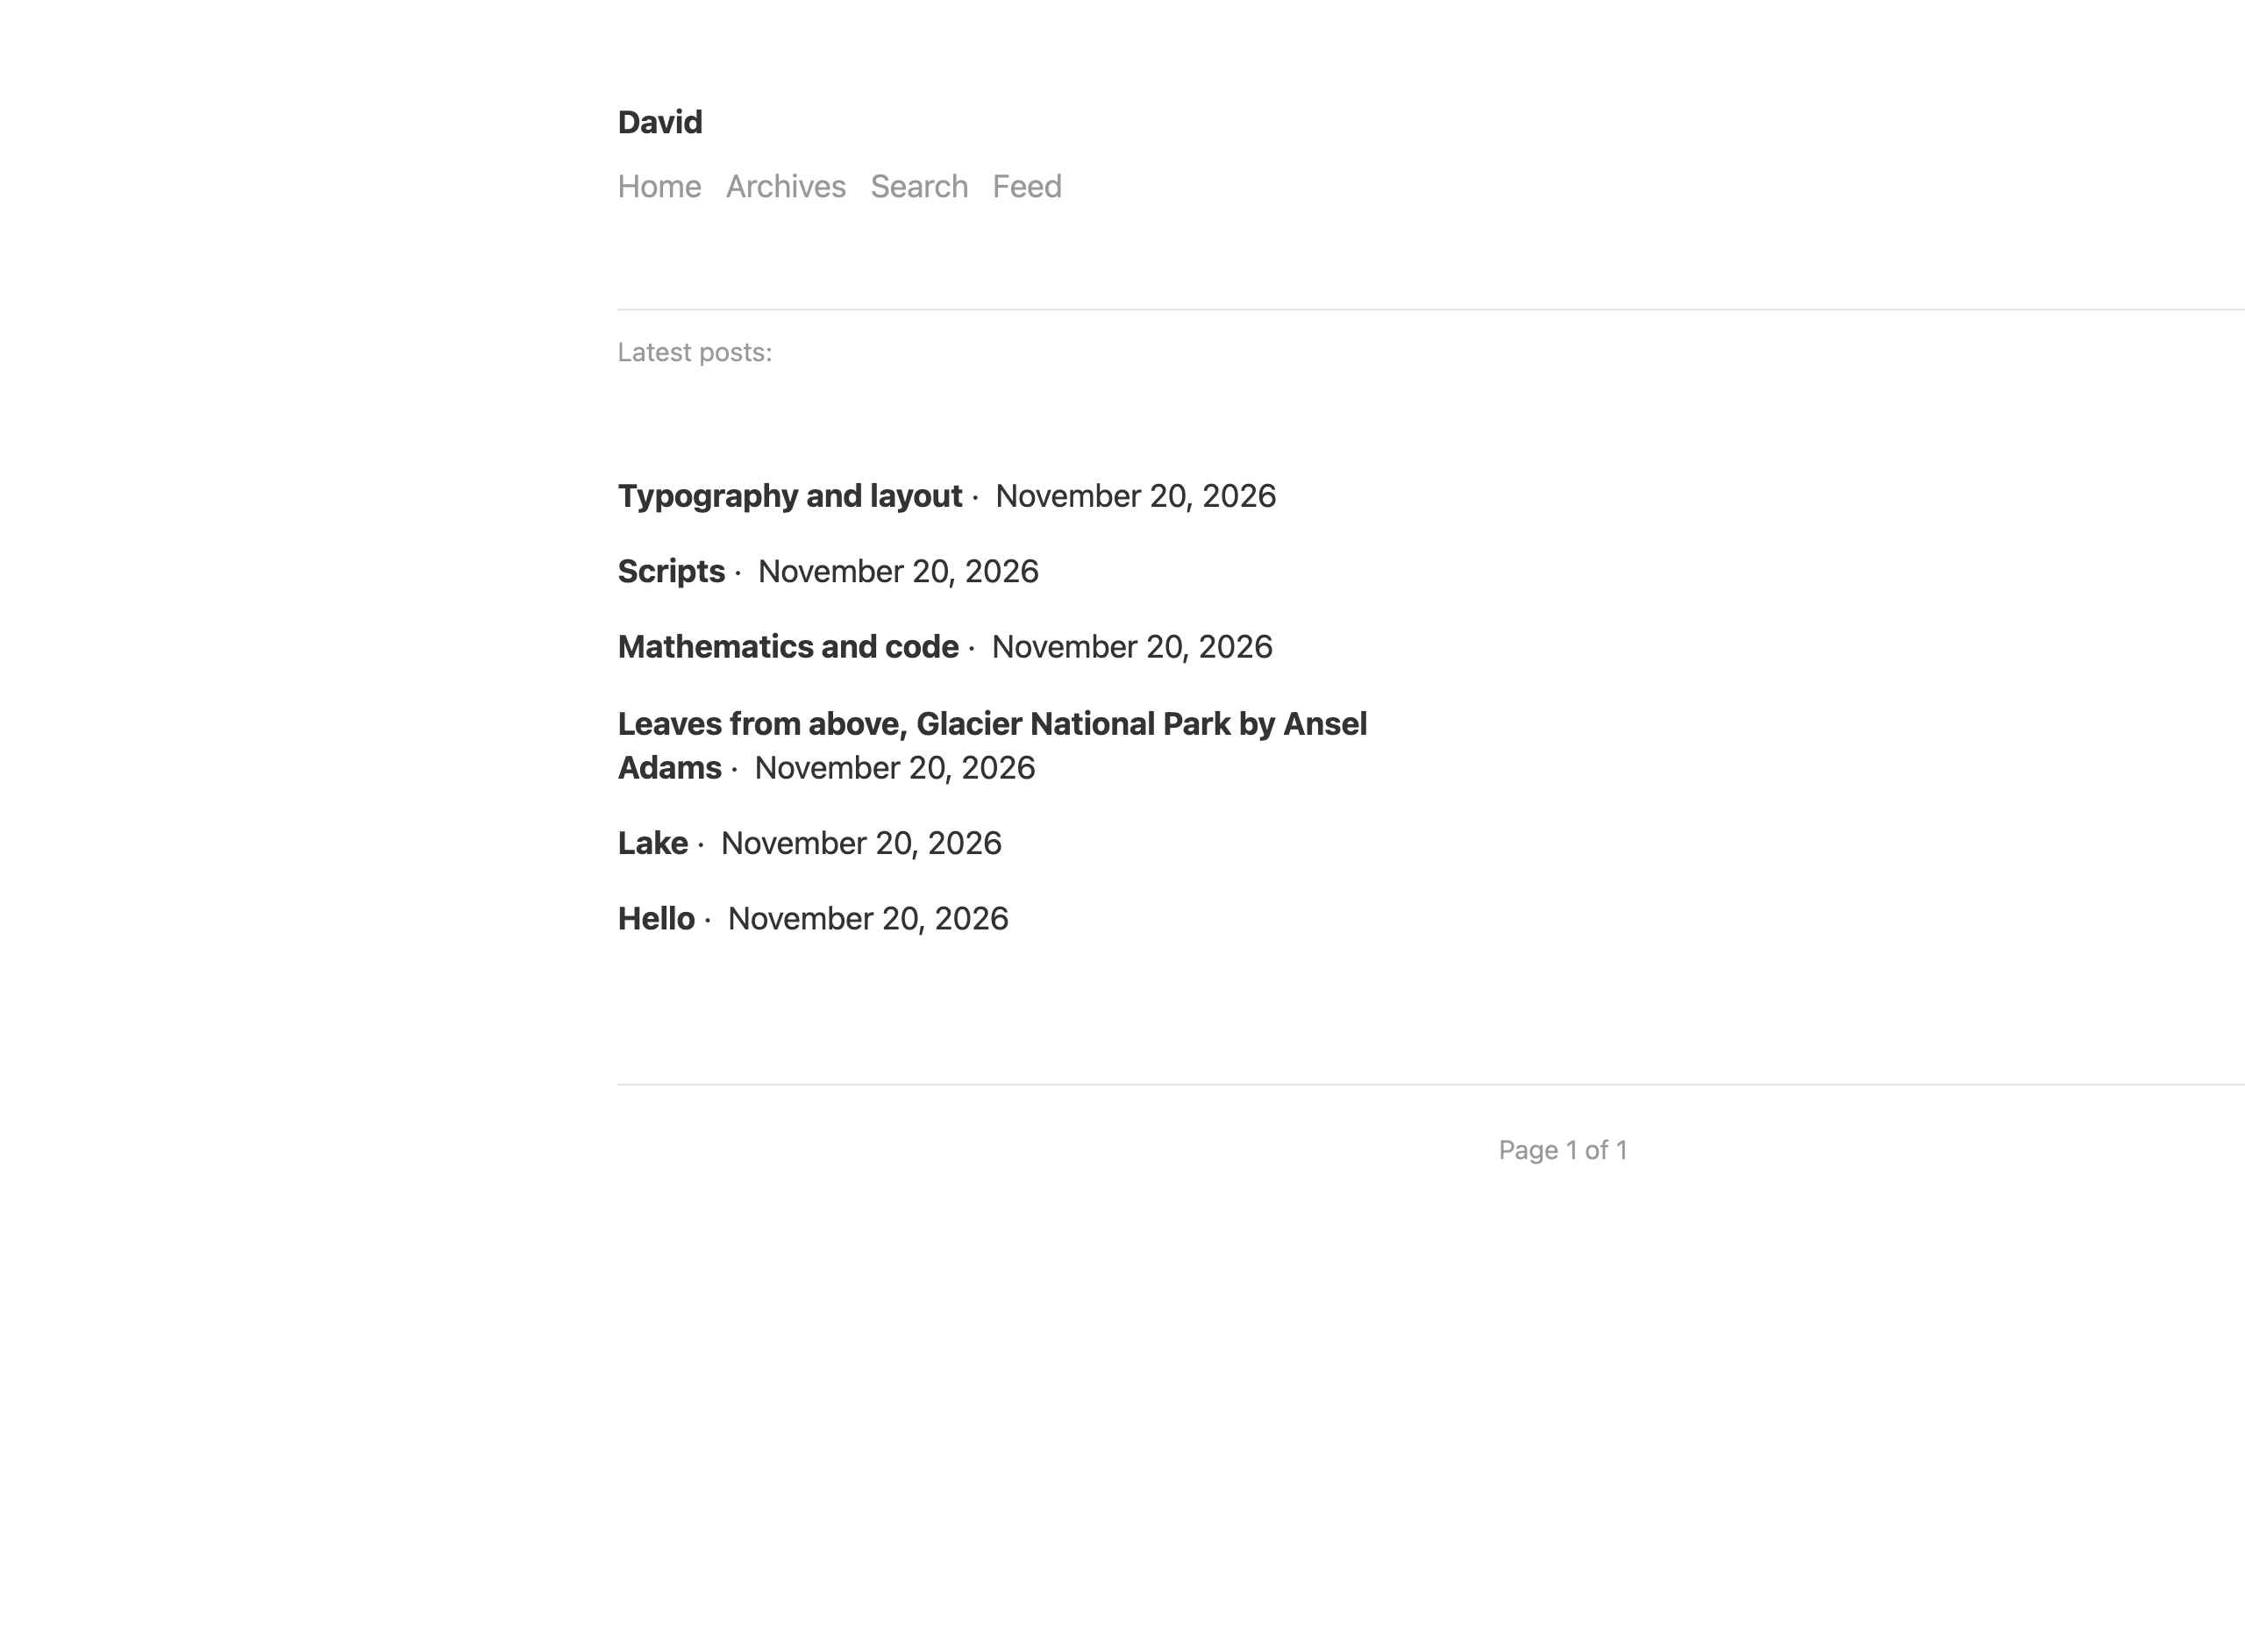 David
Home Archives Search Feed
Latest posts:
Typography and layout · November 20, 2026
Scripts · November 20, 2026
Mathematics and code · November 20, 2026
Leaves from above, Glacier National Park by Ansel
Adams · November 20, 2026
Lake · November 20, 2026
Hello · November 20, 2026
Page 1 of 1